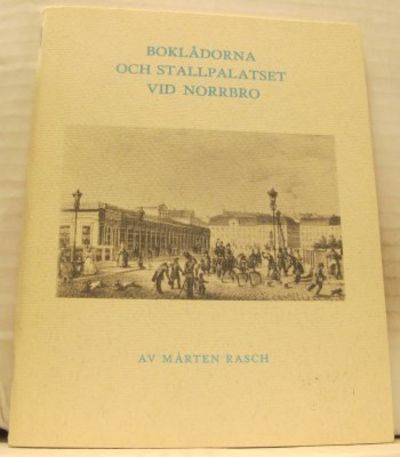 BOKLÅDORNA
OCH STALLPALATSET
VID NORRBRO
AV MÅRTEN RASCH